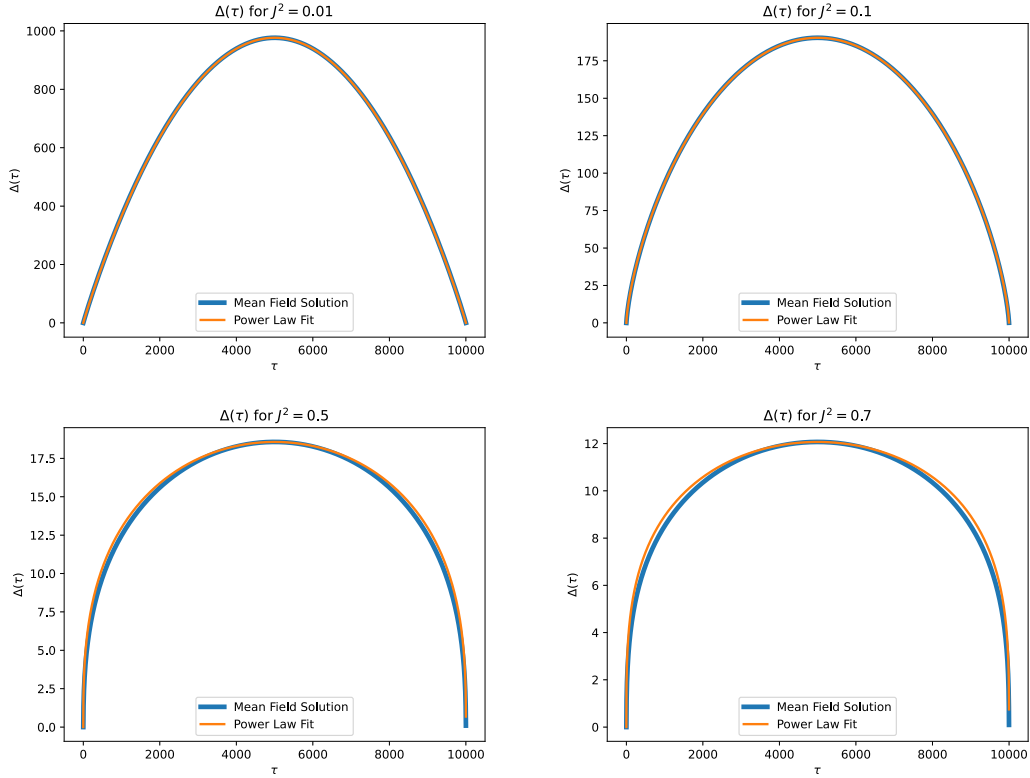 Δ(τ) for J² = 0.01
1000
800
600
400
200
0
Δ(τ)
Mean Field Solution
Power Law Fit
0 2000 4000 6000 8000 10000
τ
Δ(τ) for J² = 0.1
175
150
125
100
75
50
25
0
Δ(τ)
Mean Field Solution
Power Law Fit
0 2000 4000 6000 8000 10000
τ
Δ(τ) for J² = 0.5
17.5
15.0
12.5
10.0
7.5
5.0
2.5
0.0
Δ(τ)
Mean Field Solution
Power Law Fit
0 2000 4000 6000 8000 10000
τ
Δ(τ) for J² = 0.7
12
10
8
6
4
2
0
Δ(τ)
Mean Field Solution
Power Law Fit
0 2000 4000 6000 8000 10000
τ